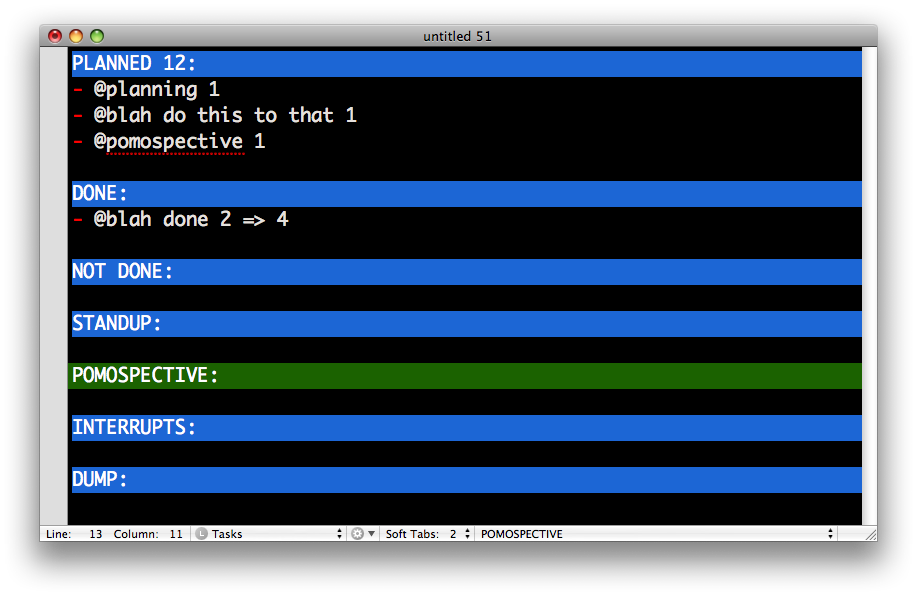 untitled 51
PLANNED 12:
- @planning 1
- @blah do this to that 1
- @pomospective 1
DONE:
- @blah done 2 => 4
NOT DONE:
STANDUP:
POMOSPECTIVE:
INTERRUPTS:
DUMP:
Line: 13 Column: 11 L Tasks Soft Tabs: 2 POMOSPECTIVE